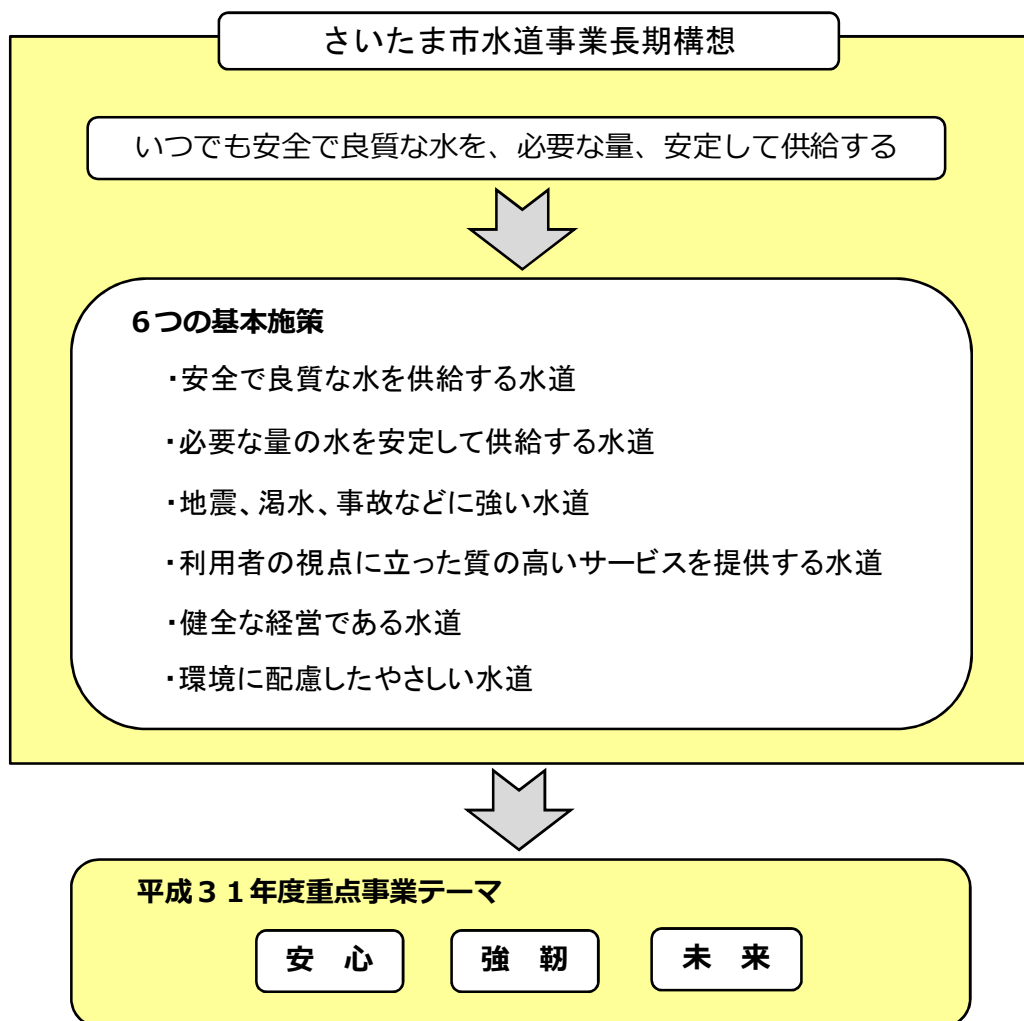 さいたま市水道事業長期構想
いつでも安全で良質な水を、必要な量、安定して供給する
６つの基本施策
・安全で良質な水を供給する水道
・必要な量の水を安定して供給する水道
・地震、渇水、事故などに強い水道
・利用者の視点に立った質の高いサービスを提供する水道
・健全な経営である水道
・環境に配慮したやさしい水道
平成３１年度重点事業テーマ
安　心　強　靭　未　来